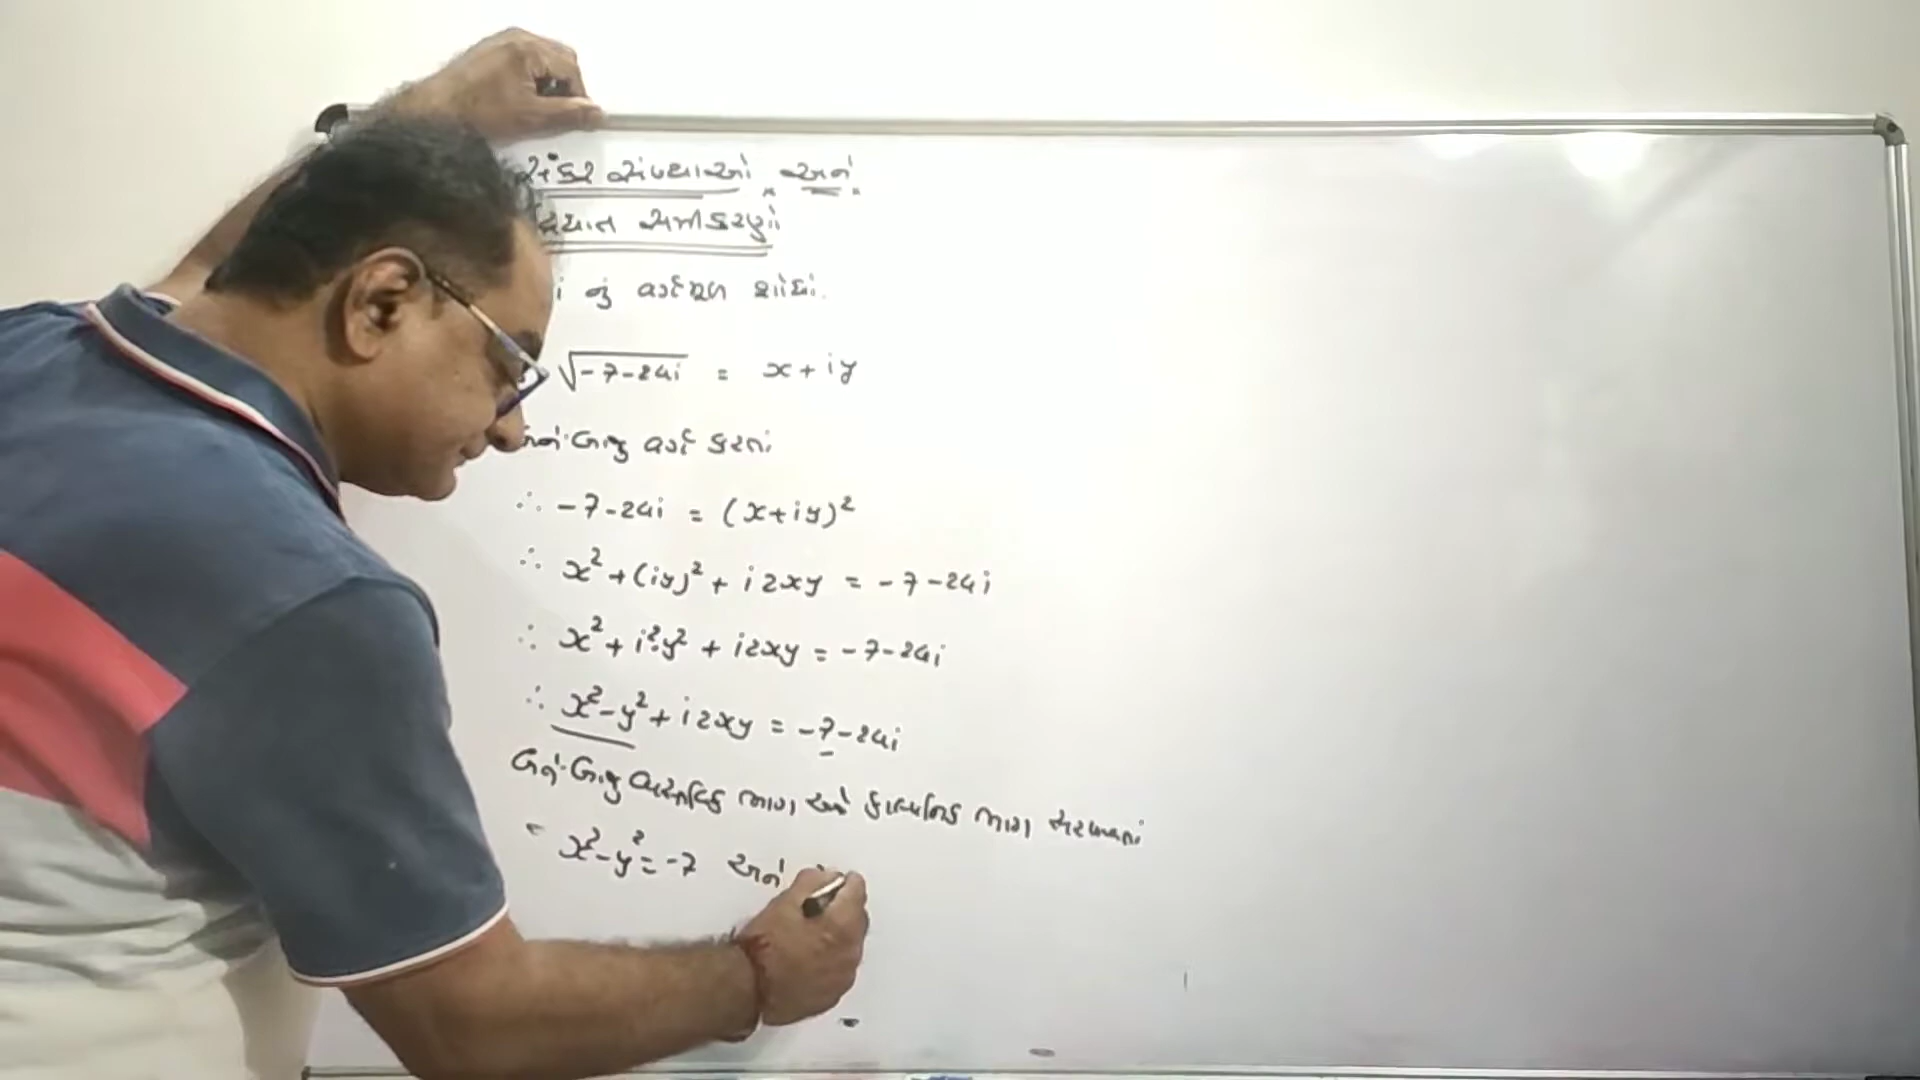 સંકર સંખ્યાઓ અને
દ્વિઘાત સમીકરણો
i નું વર્ગમૂળ શોધો.
√-7-24i = x+iy
બંને બાજુ વર્ગ કરતાં
∴ -7-24i = (x+iy)²
∴ x²+(iy)²+i2xy = -7-24i
∴ x²+i²y²+i2xy = -7-24i
∴ x²-y²+i2xy = -7-24i
બંને બાજુ વાસ્તવિક ભાગ અને કાલ્પનિક ભાગ સરખાવતાં
x²-y²=-7 અને